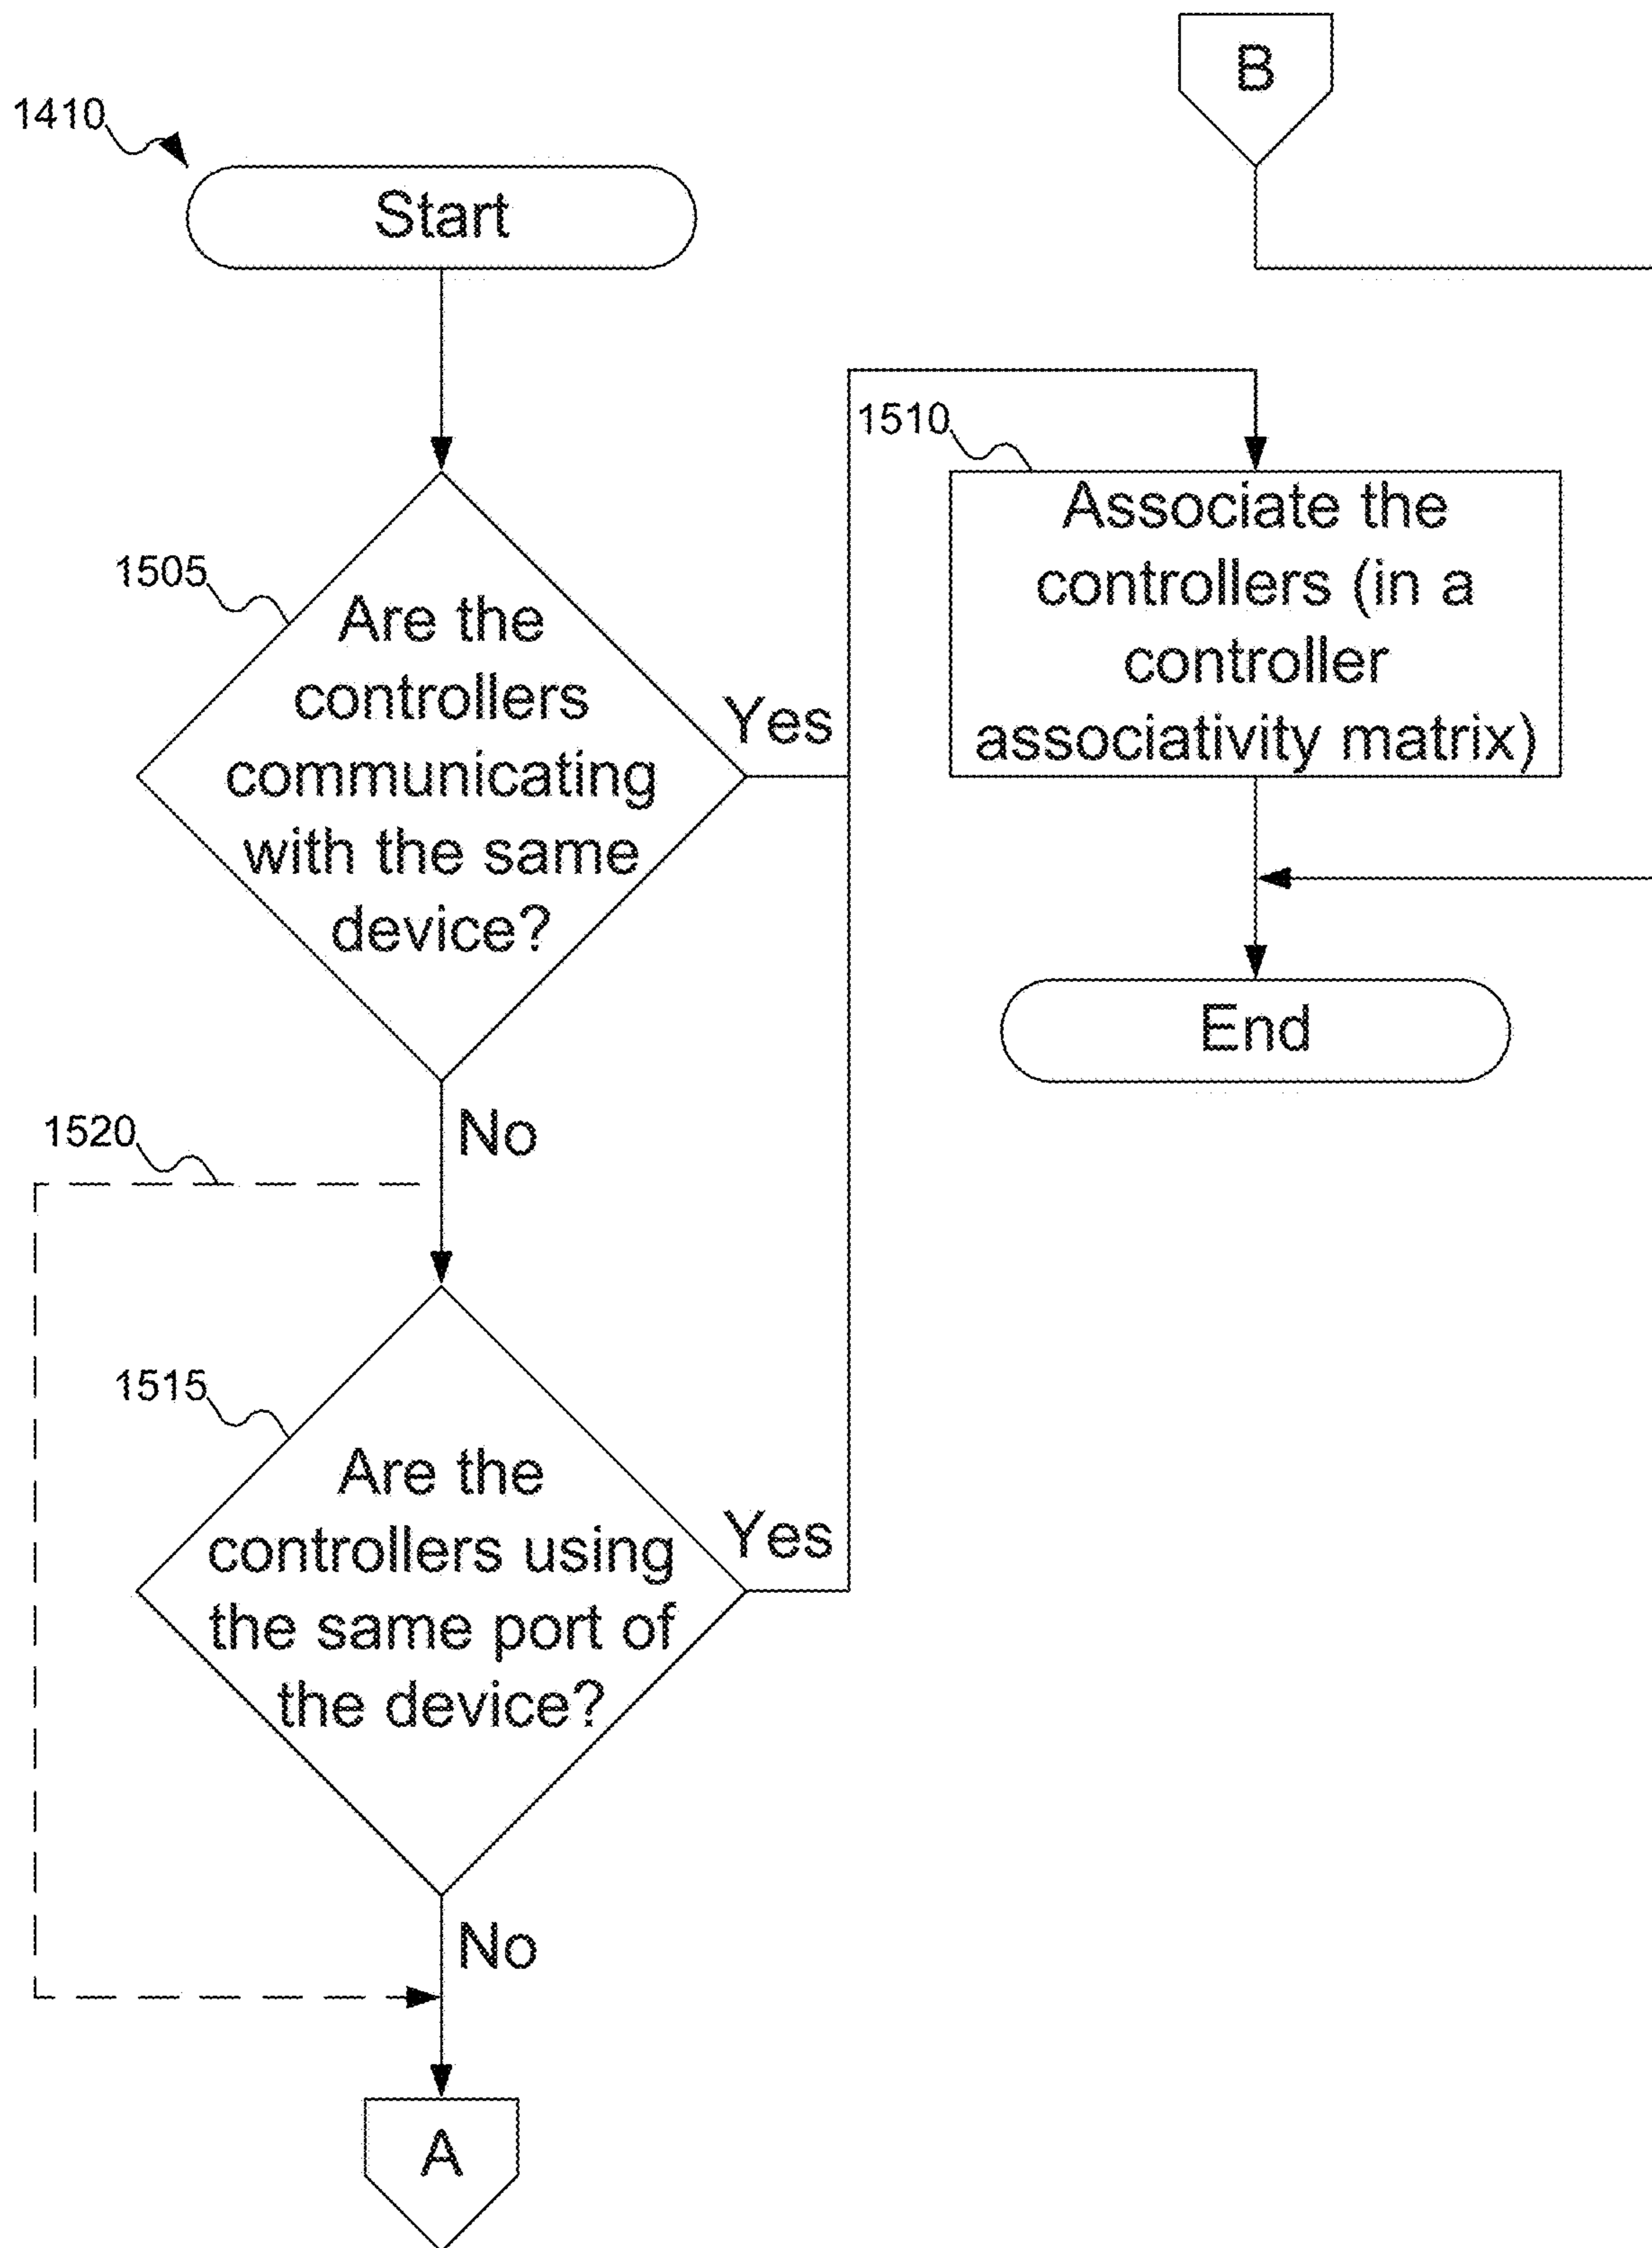 B
1410
Start
1510
Associate the
controllers (in a
controller
associativity matrix)
1505
Are the
controllers
communicating
with the same
device?
Yes
End
No
1520
1515
Are the
controllers using
the same port of
the device?
Yes
No
A